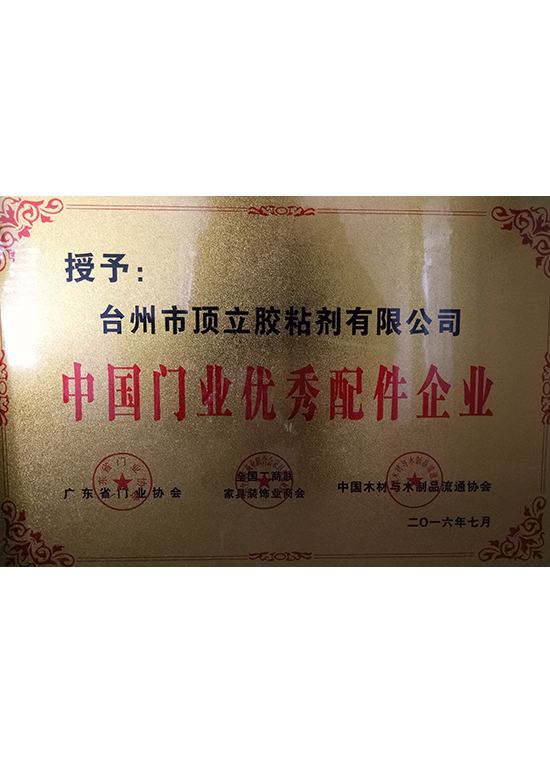 授予：
台州市顶立胶粘剂有限公司
中国门业优秀配件企业
广东省门业协会
全国工商联
家具装饰业商会
中国木材与木制品流通协会
二〇一六年七月